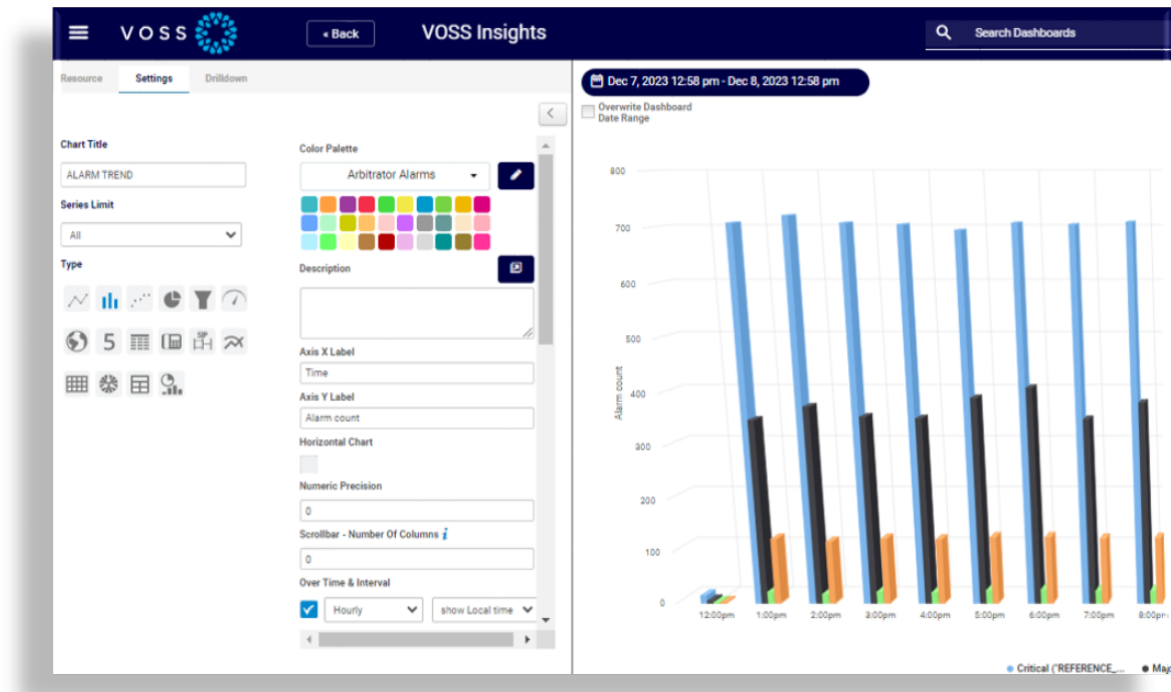 VOSS
« Back
VOSS Insights
Search Dashboards
Resource
Settings
Drilldown
Chart Title
ALARM TREND
Series Limit
All
Type
5
SIP
Color Palette
Arbitrator Alarms
Description
Axis X Label
Time
Axis Y Label
Alarm count
Horizontal Chart
Numeric Precision
0
Scrollbar - Number Of Columns i
0
Over Time & Interval
Hourly
show Local time
Dec 7, 2023 12:58 pm - Dec 8, 2023 12:58 pm
Overwrite Dashboard
Date Range
800
700
600
500
400
300
200
100
0
Alarm count
12:00pm 1:00pm 2:00pm 3:00pm 4:00pm 5:00pm 6:00pm 7:00pm 8:00pm
Critical ("REFERENCE_... Maj